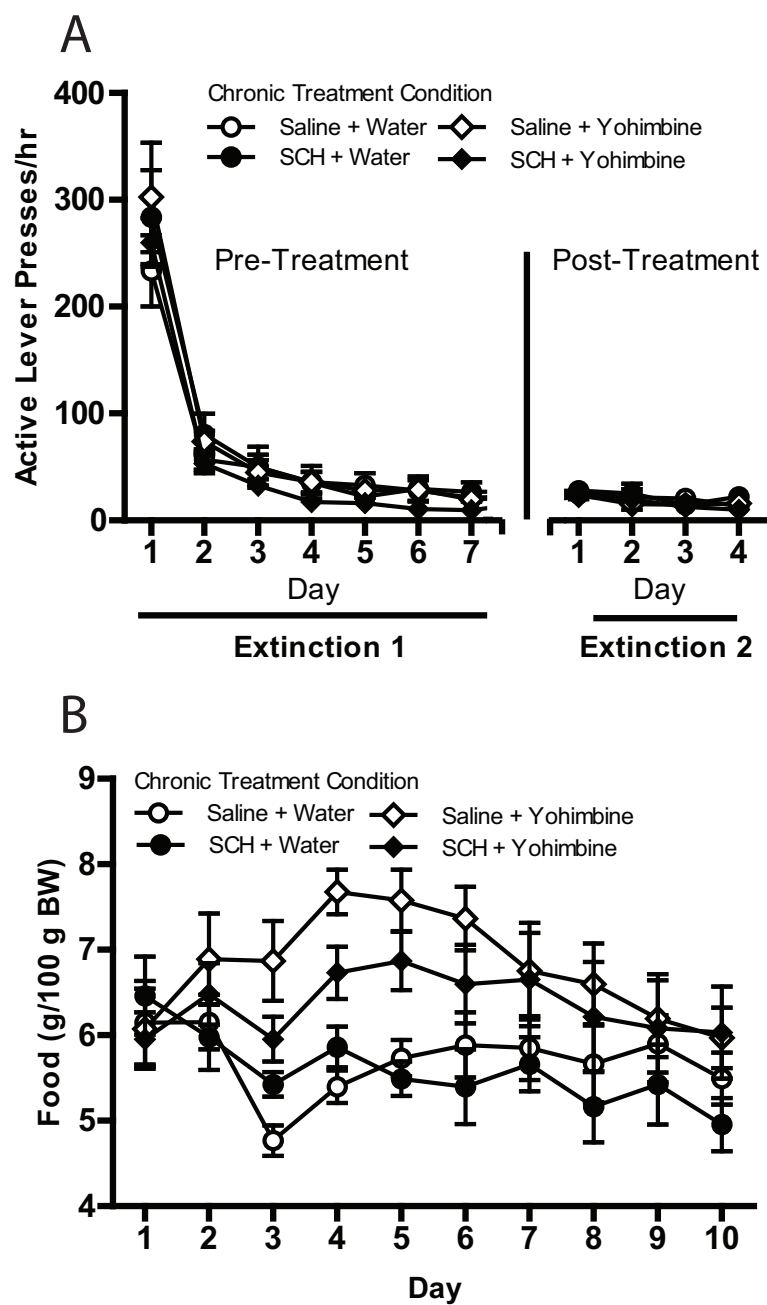 A
Chronic Treatment Condition
Saline + Water
Saline + Yohimbine
SCH + Water
SCH + Yohimbine
Active Lever Presses/hr
400
300
200
100
0
Pre-Treatment
Post-Treatment
1 2 3 4 5 6 7
1 2 3 4
Day
Day
Extinction 1
Extinction 2
B
Chronic Treatment Condition
Saline + Water
Saline + Yohimbine
SCH + Water
SCH + Yohimbine
Food (g/100 g BW)
9
8
7
6
5
4
1 2 3 4 5 6 7 8 9 10
Day